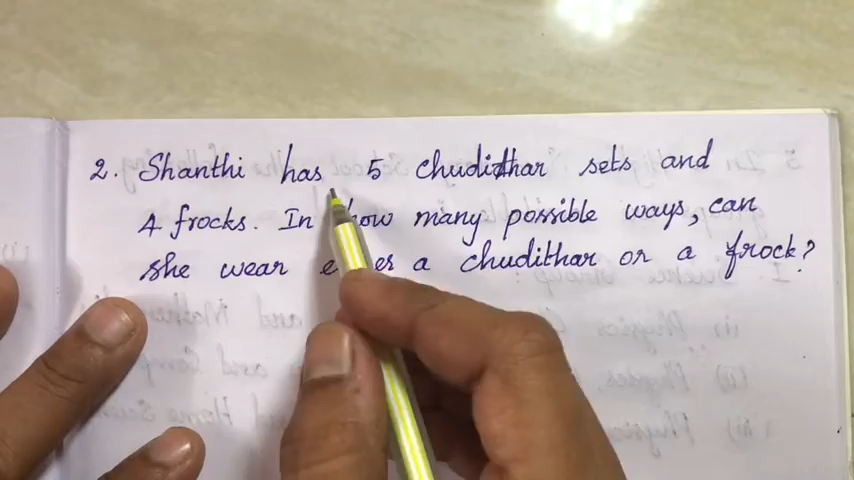 2. Shanthi has 5 chudidhar sets and
4 frocks. In how many possible ways, can
she wear a chudithar or a frock?